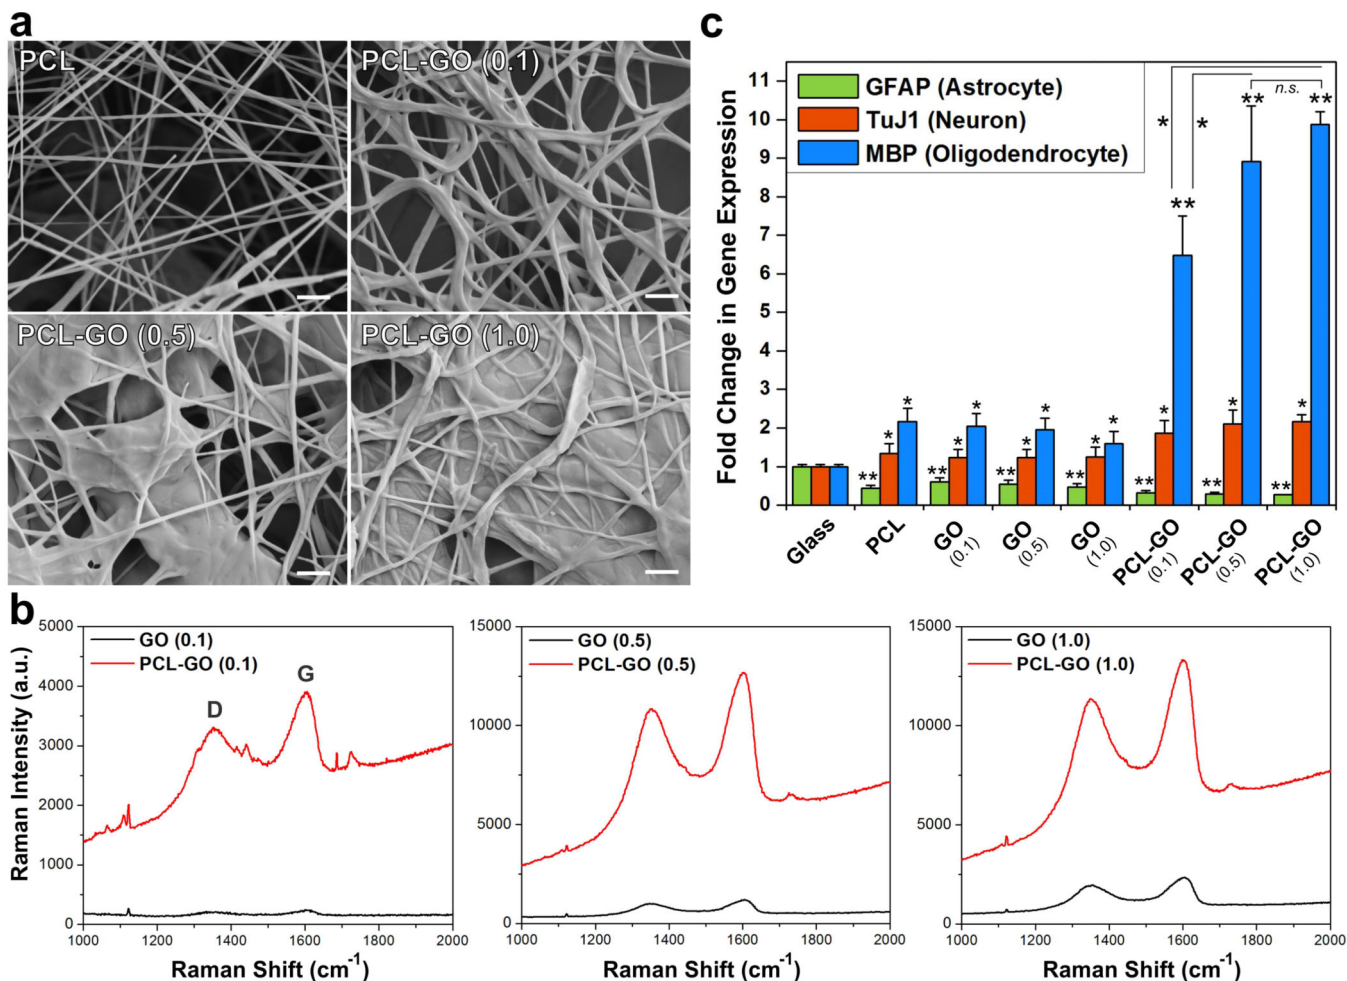 a
PCL
PCL-GO (0.1)
PCL-GO (0.5)
PCL-GO (1.0)
c
Fold Change in Gene Expression
11
10
9
8
7
6
5
4
3
2
1
0
GFAP (Astrocyte)
TuJ1 (Neuron)
MBP (Oligodendrocyte)
n.s.
** **
* *
**
* * * * * * *
* * * * * * *
** ** ** ** ** ** **
Glass
PCL
GO
(0.1)
GO
(0.5)
GO
(1.0)
PCL-GO
(0.1)
PCL-GO
(0.5)
PCL-GO
(1.0)
b
Raman Intensity (a.u.)
5000
4000
3000
2000
1000
0
GO (0.1)
PCL-GO (0.1)
D
G
1000 1200 1400 1600 1800 2000
Raman Shift (cm⁻¹)
15000
10000
5000
0
GO (0.5)
PCL-GO (0.5)
1000 1200 1400 1600 1800 2000
Raman Shift (cm⁻¹)
15000
10000
5000
0
GO (1.0)
PCL-GO (1.0)
1000 1200 1400 1600 1800 2000
Raman Shift (cm⁻¹)